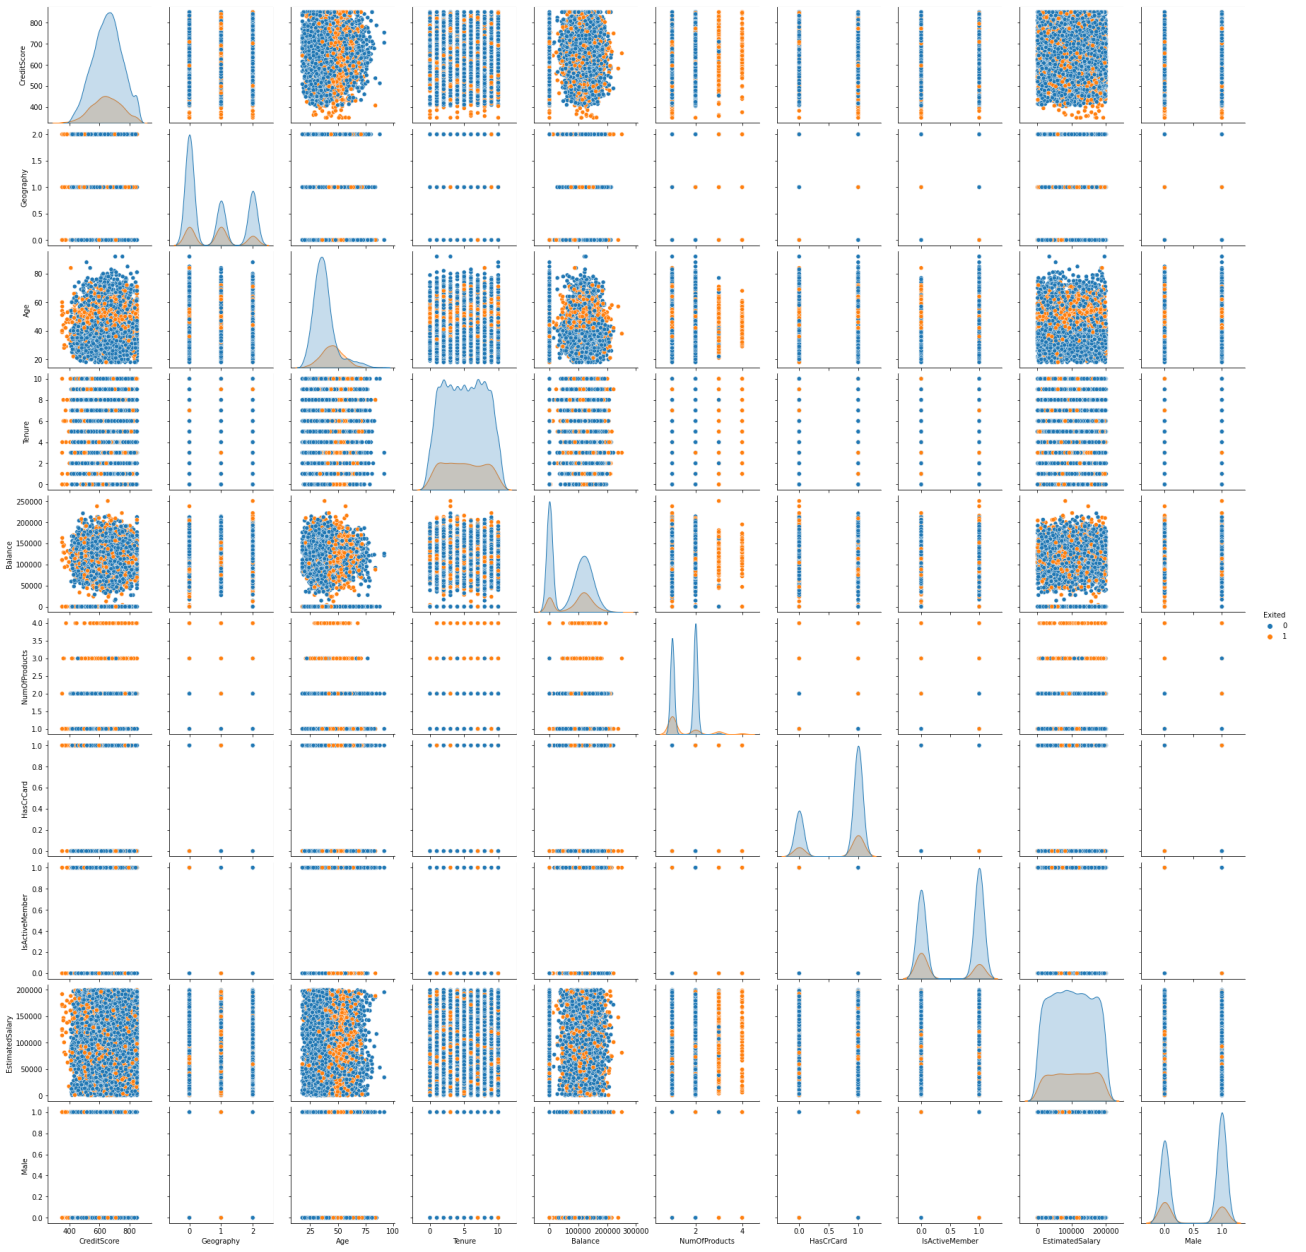 CreditScore
800
700
600
500
400
Geography
2.0
1.5
1.0
0.5
0.0
Age
80
60
40
20
Tenure
10
8
6
4
2
0
Balance
250000
200000
150000
100000
50000
0
NumOfProducts
4.0
3.5
3.0
2.5
2.0
1.5
1.0
Exited
0
1
HasCrCard
1.0
0.8
0.6
0.4
0.2
0.0
IsActiveMember
1.0
0.8
0.6
0.4
0.2
0.0
EstimatedSalary
200000
150000
100000
50000
0
Male
1.0
0.8
0.6
0.4
0.2
0.0
400 600 800
CreditScore
0 1 2
Geography
25 50 75 100
Age
0 5 10
Tenure
0 100000 200000 300000
Balance
2 4
NumOfProducts
0.0 0.5 1.0
HasCrCard
0.0 0.5 1.0
IsActiveMember
0 100000 200000
EstimatedSalary
0.0 0.5 1.0
Male